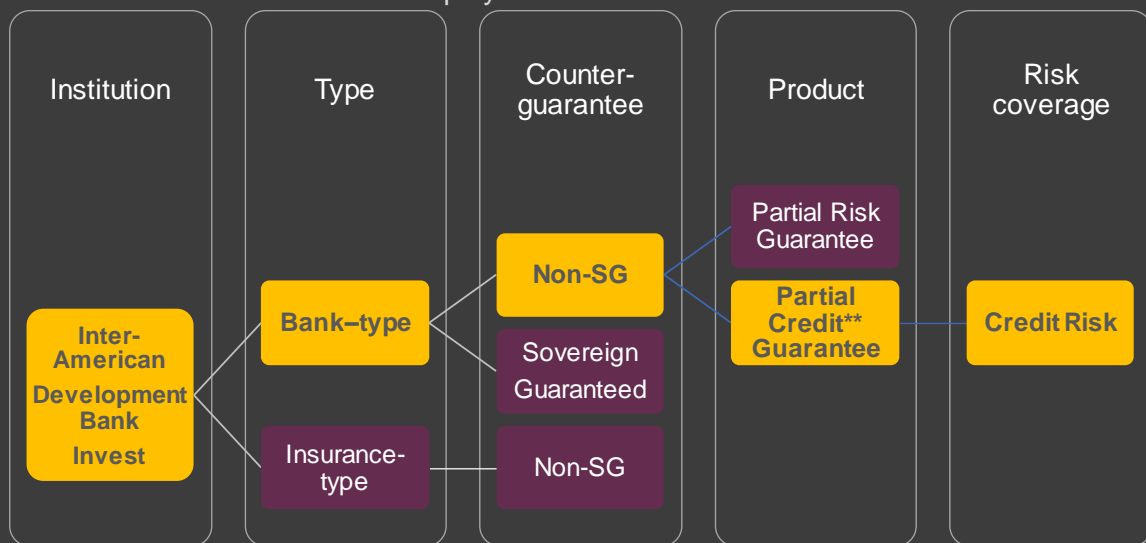 Institution
Type
Counter-
guarantee
Product
Risk
coverage
Inter-
American
Development
Bank
Invest
Bank–type
Insurance-
type
Non-SG
Sovereign
Guaranteed
Non-SG
Partial Risk
Guarantee
Partial
Credit**
Guarantee
Credit Risk